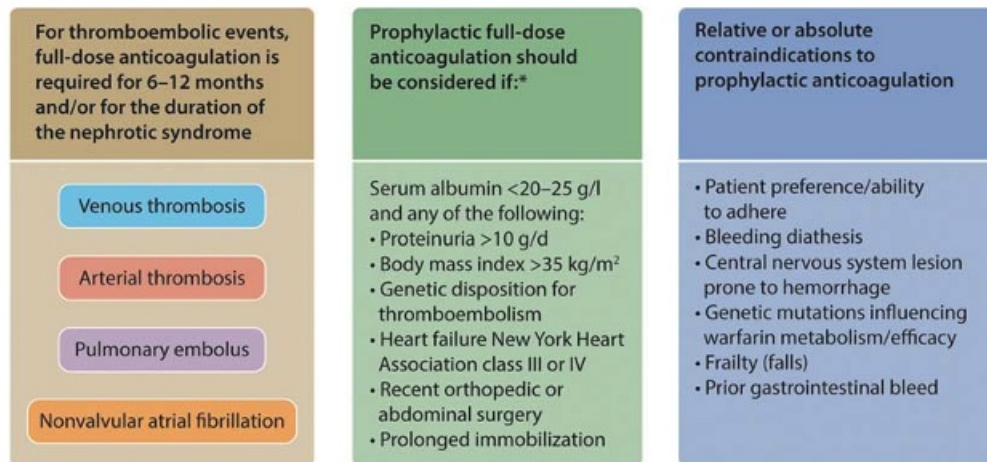 For thromboembolic events,
full-dose anticoagulation is
required for 6–12 months
and/or for the duration of
the nephrotic syndrome
Venous thrombosis
Arterial thrombosis
Pulmonary embolus
Nonvalvular atrial fibrillation
Prophylactic full-dose
anticoagulation should
be considered if:*
Serum albumin <20–25 g/l
and any of the following:
• Proteinuria >10 g/d
• Body mass index >35 kg/m²
• Genetic disposition for
thromboembolism
• Heart failure New York Heart
Association class III or IV
• Recent orthopedic or
abdominal surgery
• Prolonged immobilization
Relative or absolute
contraindications to
prophylactic anticoagulation
• Patient preference/ability
to adhere
• Bleeding diathesis
• Central nervous system lesion
prone to hemorrhage
• Genetic mutations influencing
warfarin metabolism/efficacy
• Frailty (falls)
• Prior gastrointestinal bleed